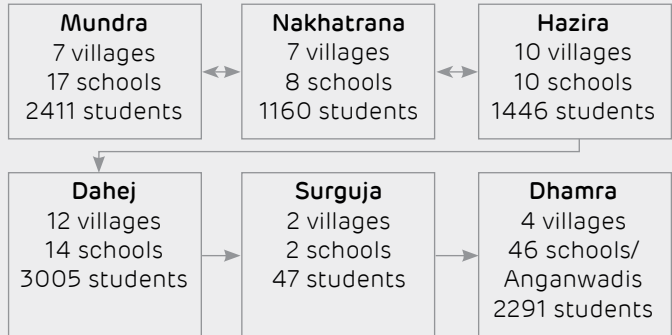 Mundra
7 villages
17 schools
2411 students
Nakhatrana
7 villages
8 schools
1160 students
Hazira
10 villages
10 schools
1446 students
Dahej
12 villages
14 schools
3005 students
Surguja
2 villages
2 schools
47 students
Dhamra
4 villages
46 schools/
Anganwadis
2291 students